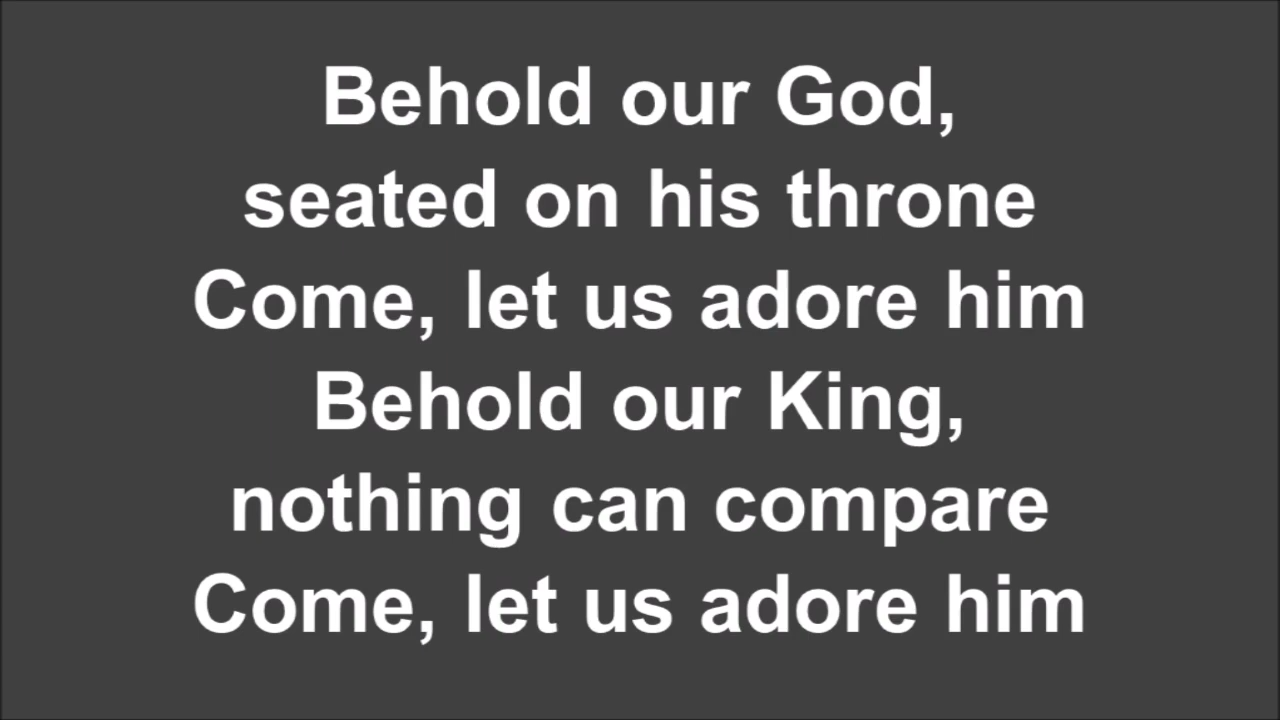 Behold our God,
seated on his throne
Come, let us adore him
Behold our King,
nothing can compare
Come, let us adore him